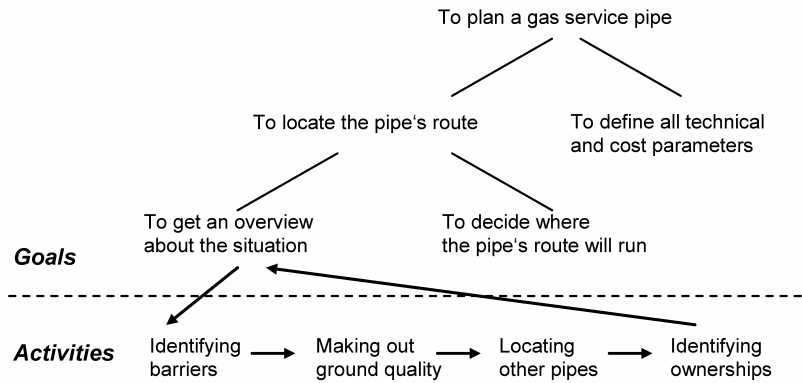 To plan a gas service pipe
To locate the pipe‘s route
To define all technical
and cost parameters
To get an overview
about the situation
To decide where
the pipe‘s route will run
Goals
Activities
Identifying
barriers
Making out
ground quality
Locating
other pipes
Identifying
ownerships